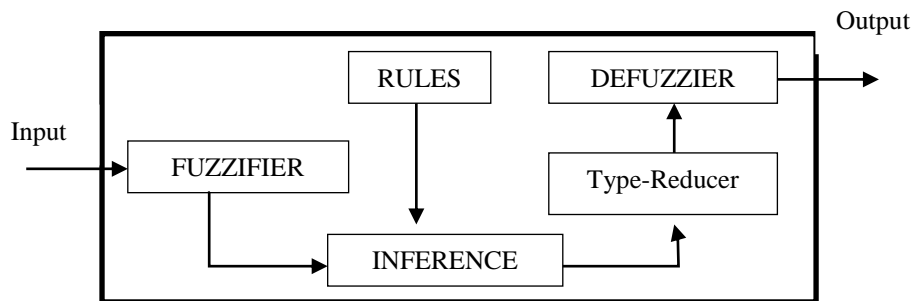 Output
RULES
DEFUZZIER
Input
FUZZIFIER
Type-Reducer
INFERENCE